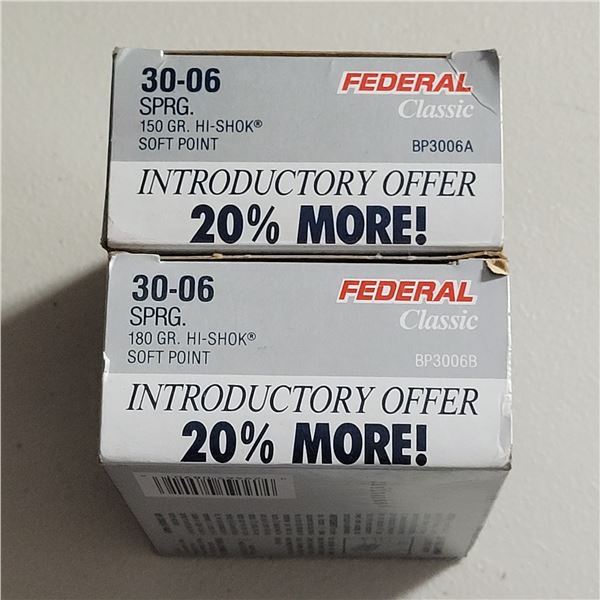 30-06
SPRG.
150 GR. HI-SHOK®
SOFT POINT
FEDERAL
Classic
BP3006A
INTRODUCTORY OFFER
20% MORE!
30-06
SPRG.
180 GR. HI-SHOK®
SOFT POINT
FEDERAL
Classic
BP3006B
INTRODUCTORY OFFER
20% MORE!